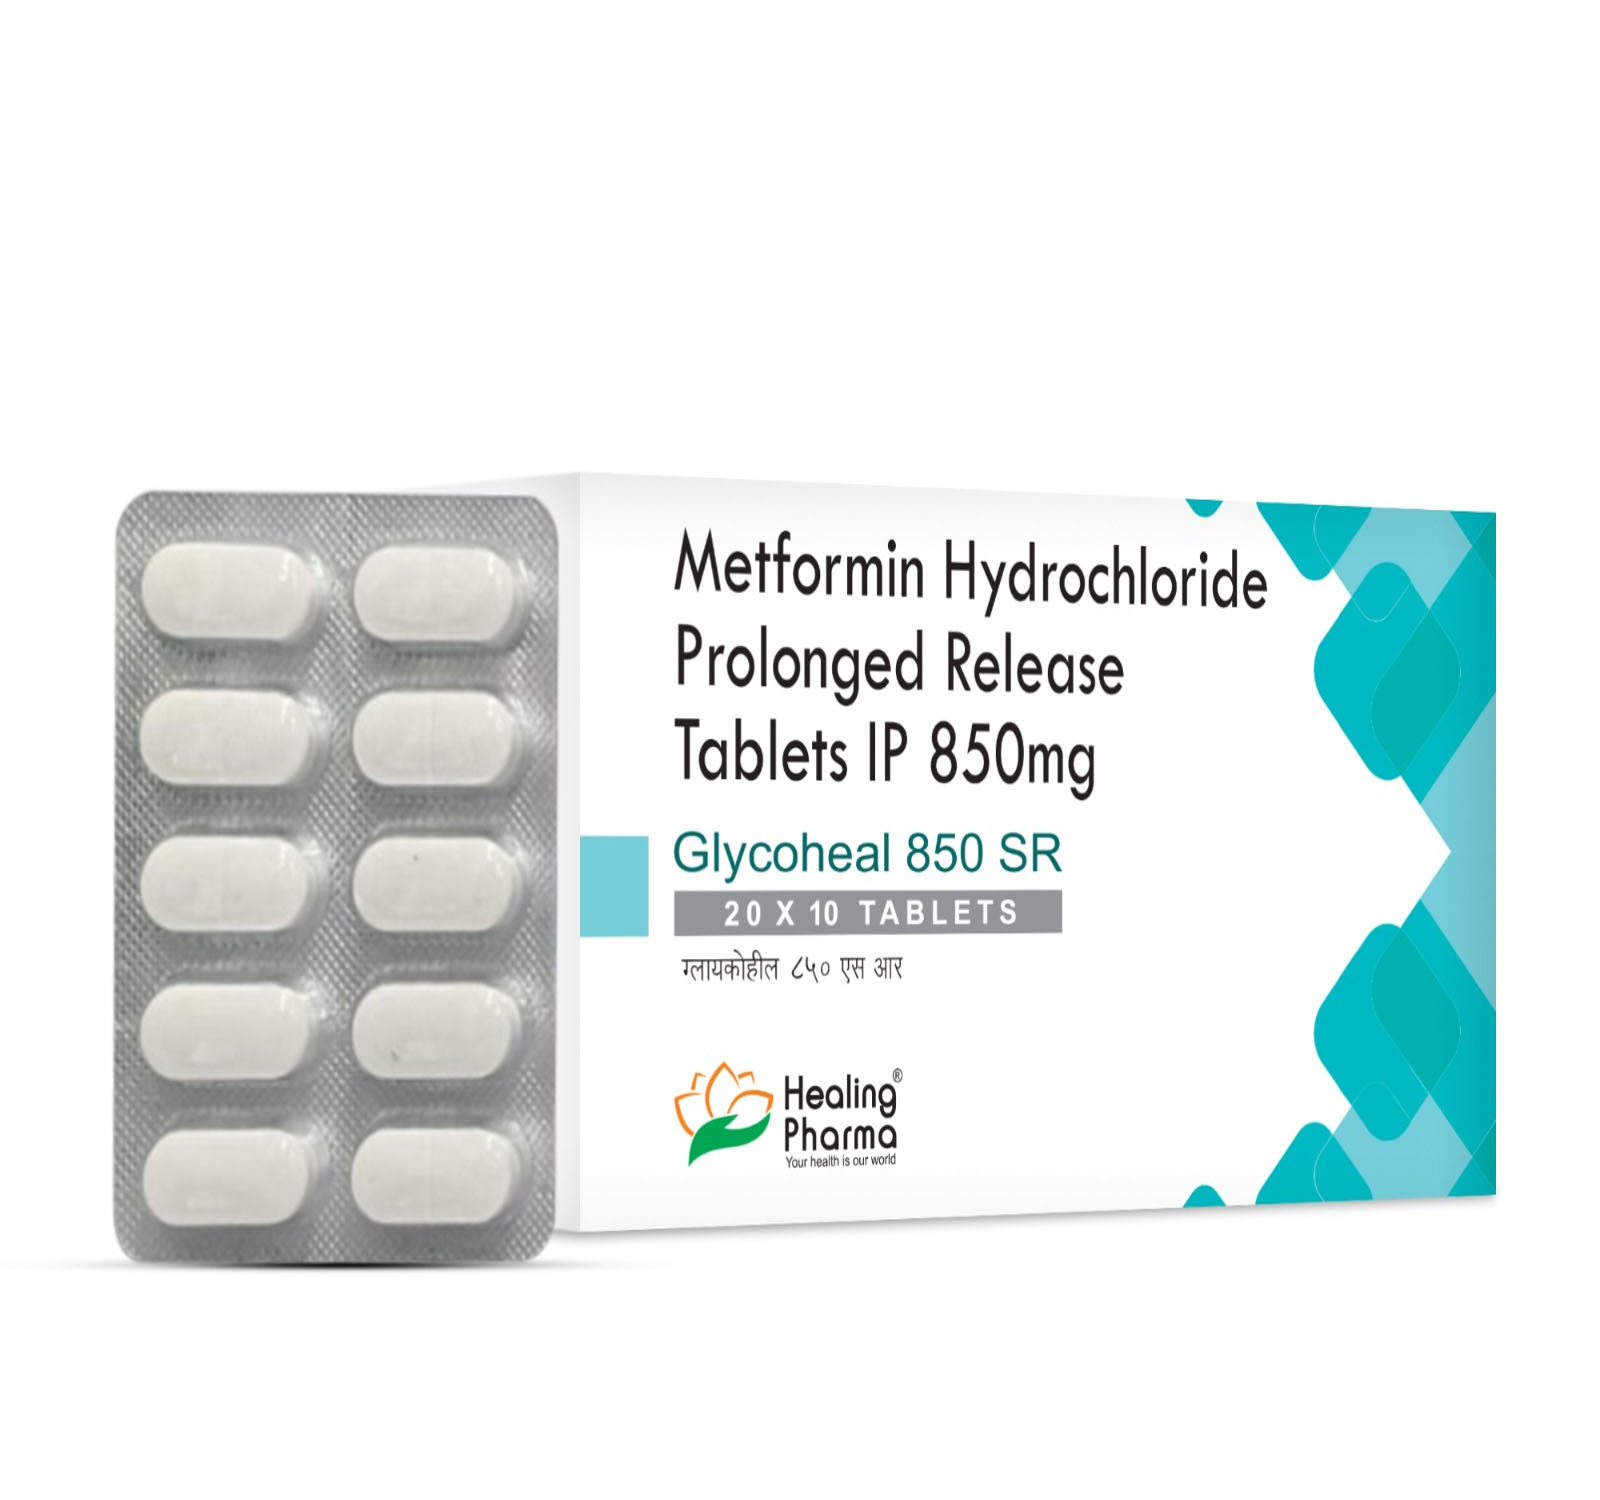 Metformin Hydrochloride
Prolonged Release
Tablets IP 850mg
Glycoheal 850 SR
20 X 10 TABLETS
ग्लायकोहील ८५० एस आर
Healing®
Pharma
Your health is our world